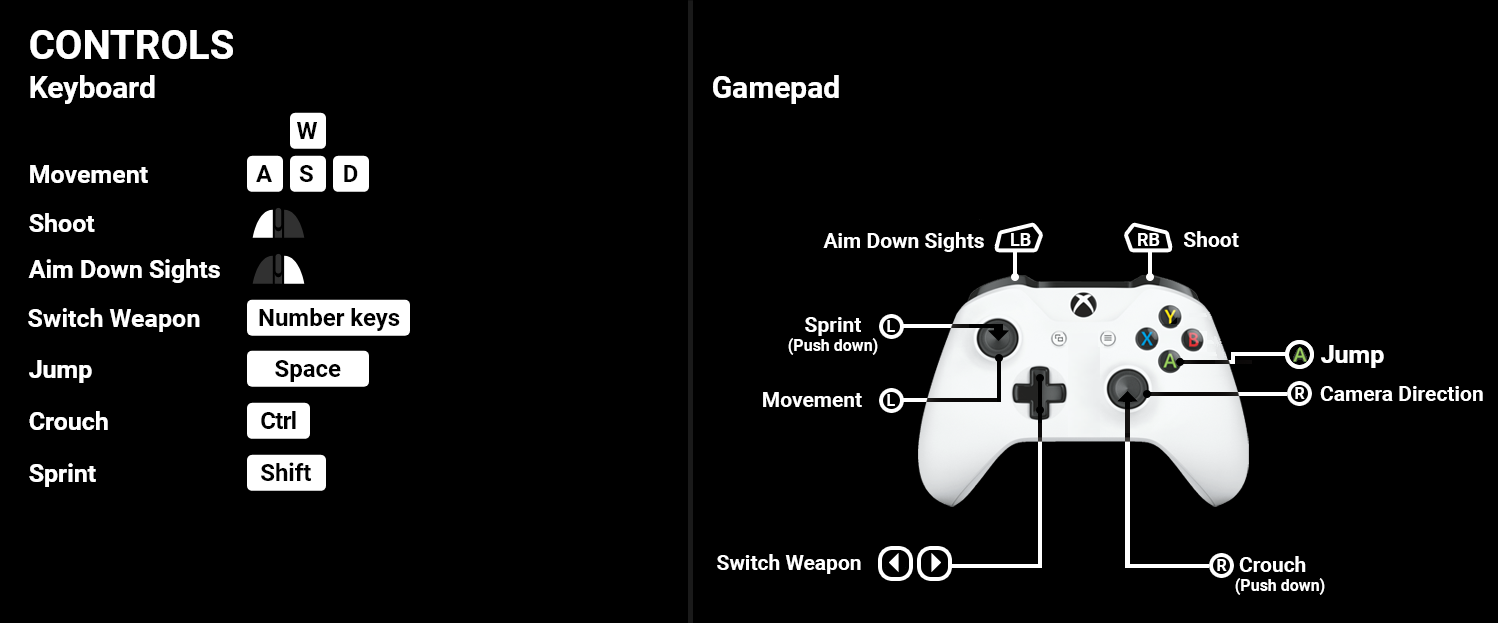 CONTROLS
Keyboard
W
Movement A S D
Shoot
Aim Down Sights
Switch Weapon Number keys
Jump Space
Crouch Ctrl
Sprint Shift
Gamepad
Aim Down Sights LB
RB Shoot
Sprint L
(Push down)
Y
X B
A
A Jump
Movement L
R Camera Direction
Switch Weapon
R Crouch
(Push down)